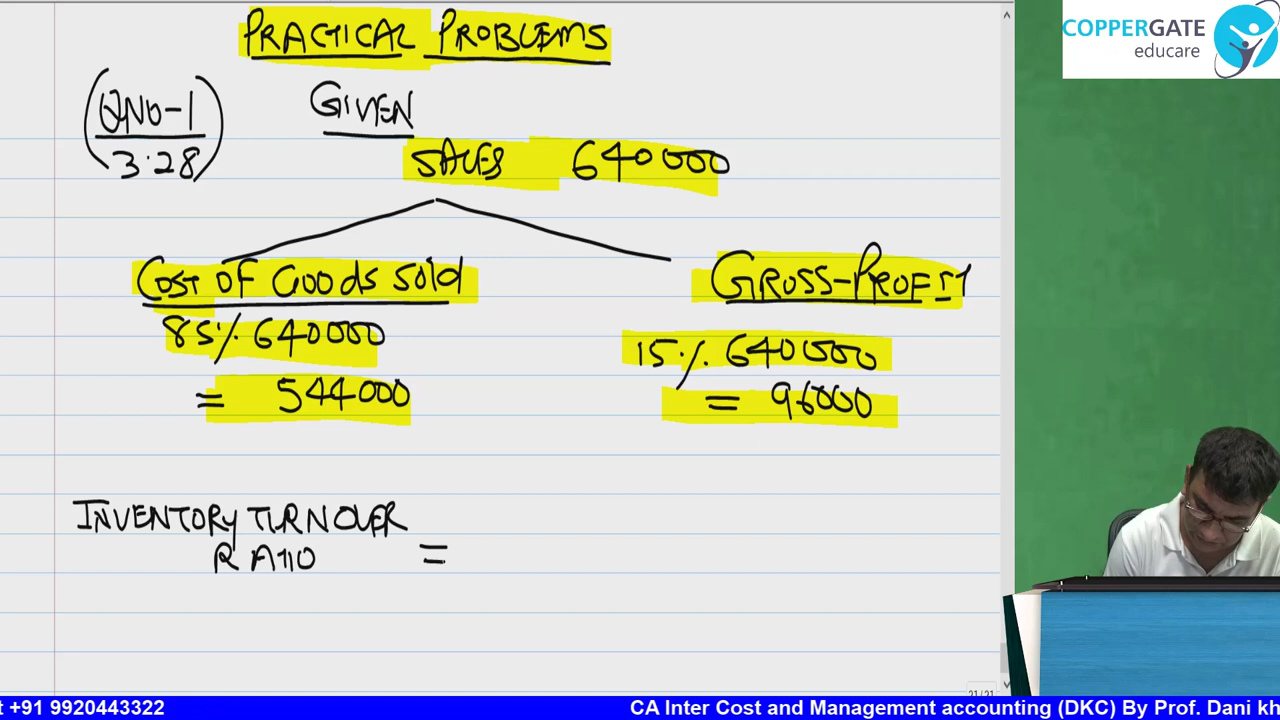 PRACTICAL PROBLEMS
COPPERGATE
educare
(QNO-1
3.28)
GIVEN
SALES 640000
COST OF GOODS SOLD
GROSS-PROFIT
85% 640000
15% 640000
= 544000
= 96000
INVENTORY TURNOVER
RATIO =
21/21
t +91 9920443322
CA Inter Cost and Management accounting (DKC) By Prof. Dani kh